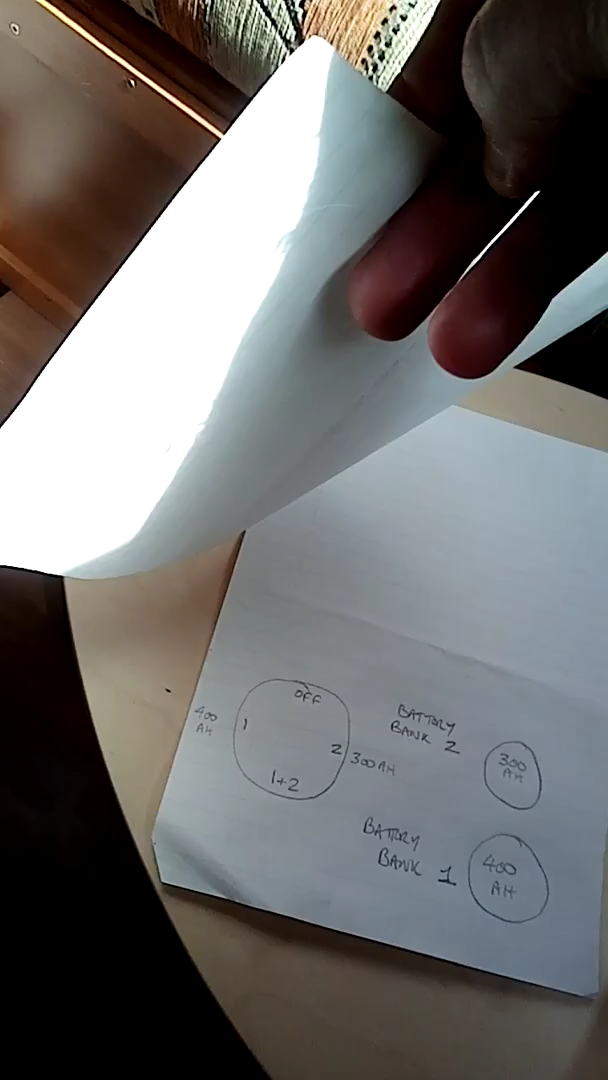 OFF
400
AH
1
2
300AH
1+2
BATTERY
BANK 2
300
AH
BATTERY
BANK 1
400
AH